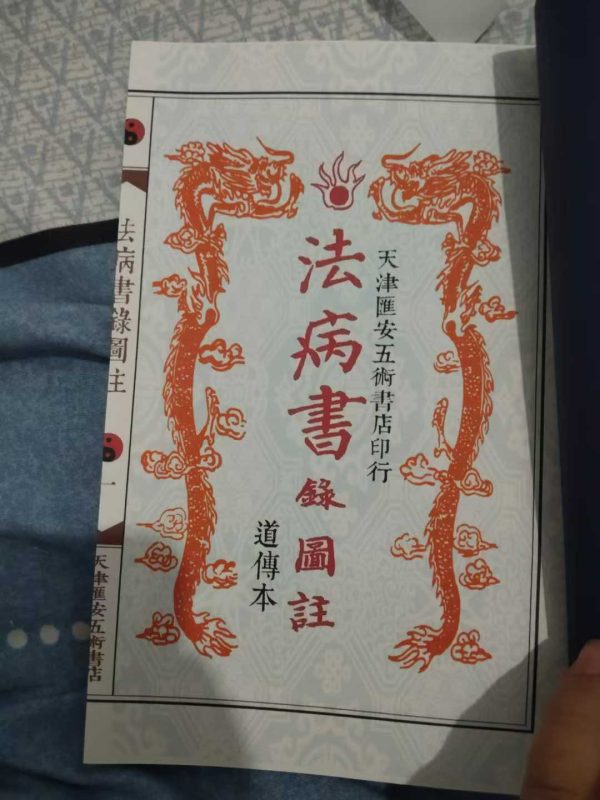 天津匯安五術書店印行
法病書錄圖註
道傳本
法病書錄圖註
一
天津匯安五術書店